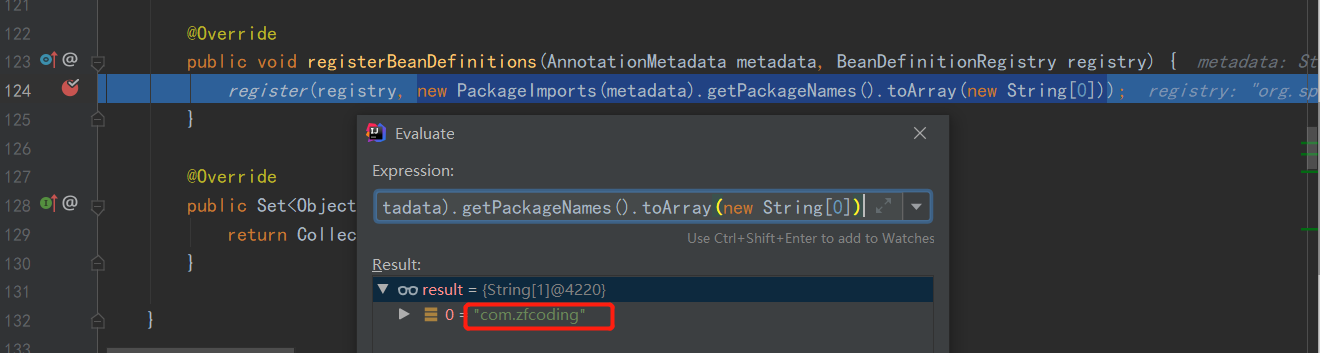 121
122 @Override
123 @ public void registerBeanDefinitions(AnnotationMetadata metadata, BeanDefinitionRegistry registry) { metadata: St
124 register(registry, new PackageImports(metadata).getPackageNames().toArray(new String[0])); registry: "org.sp
125 }
126
127 @Override
128 @ public Set<Object
129 return Collec
130 }
131
132 }
133
Evaluate
Expression:
tadata).getPackageNames().toArray(new String[0])
Use Ctrl+Shift+Enter to add to Watches
Result:
result = {String[1]@4220}
0 = "com.zfcoding"